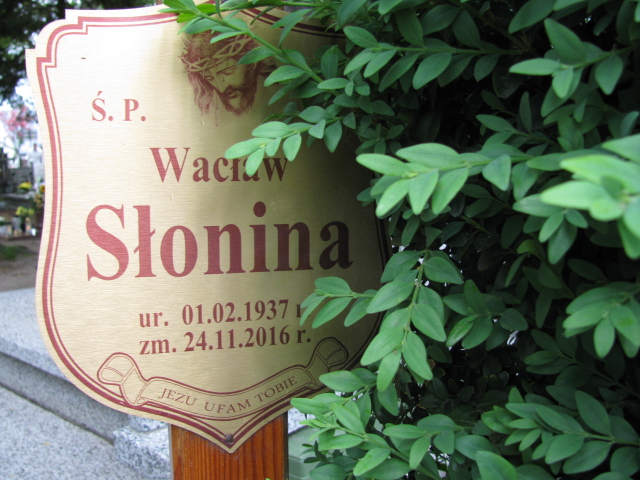 Ś. P.
Wacław
Słonina
ur. 01.02.1937 r
zm. 24.11.2016 r.
JEZU UFAM TOBIE